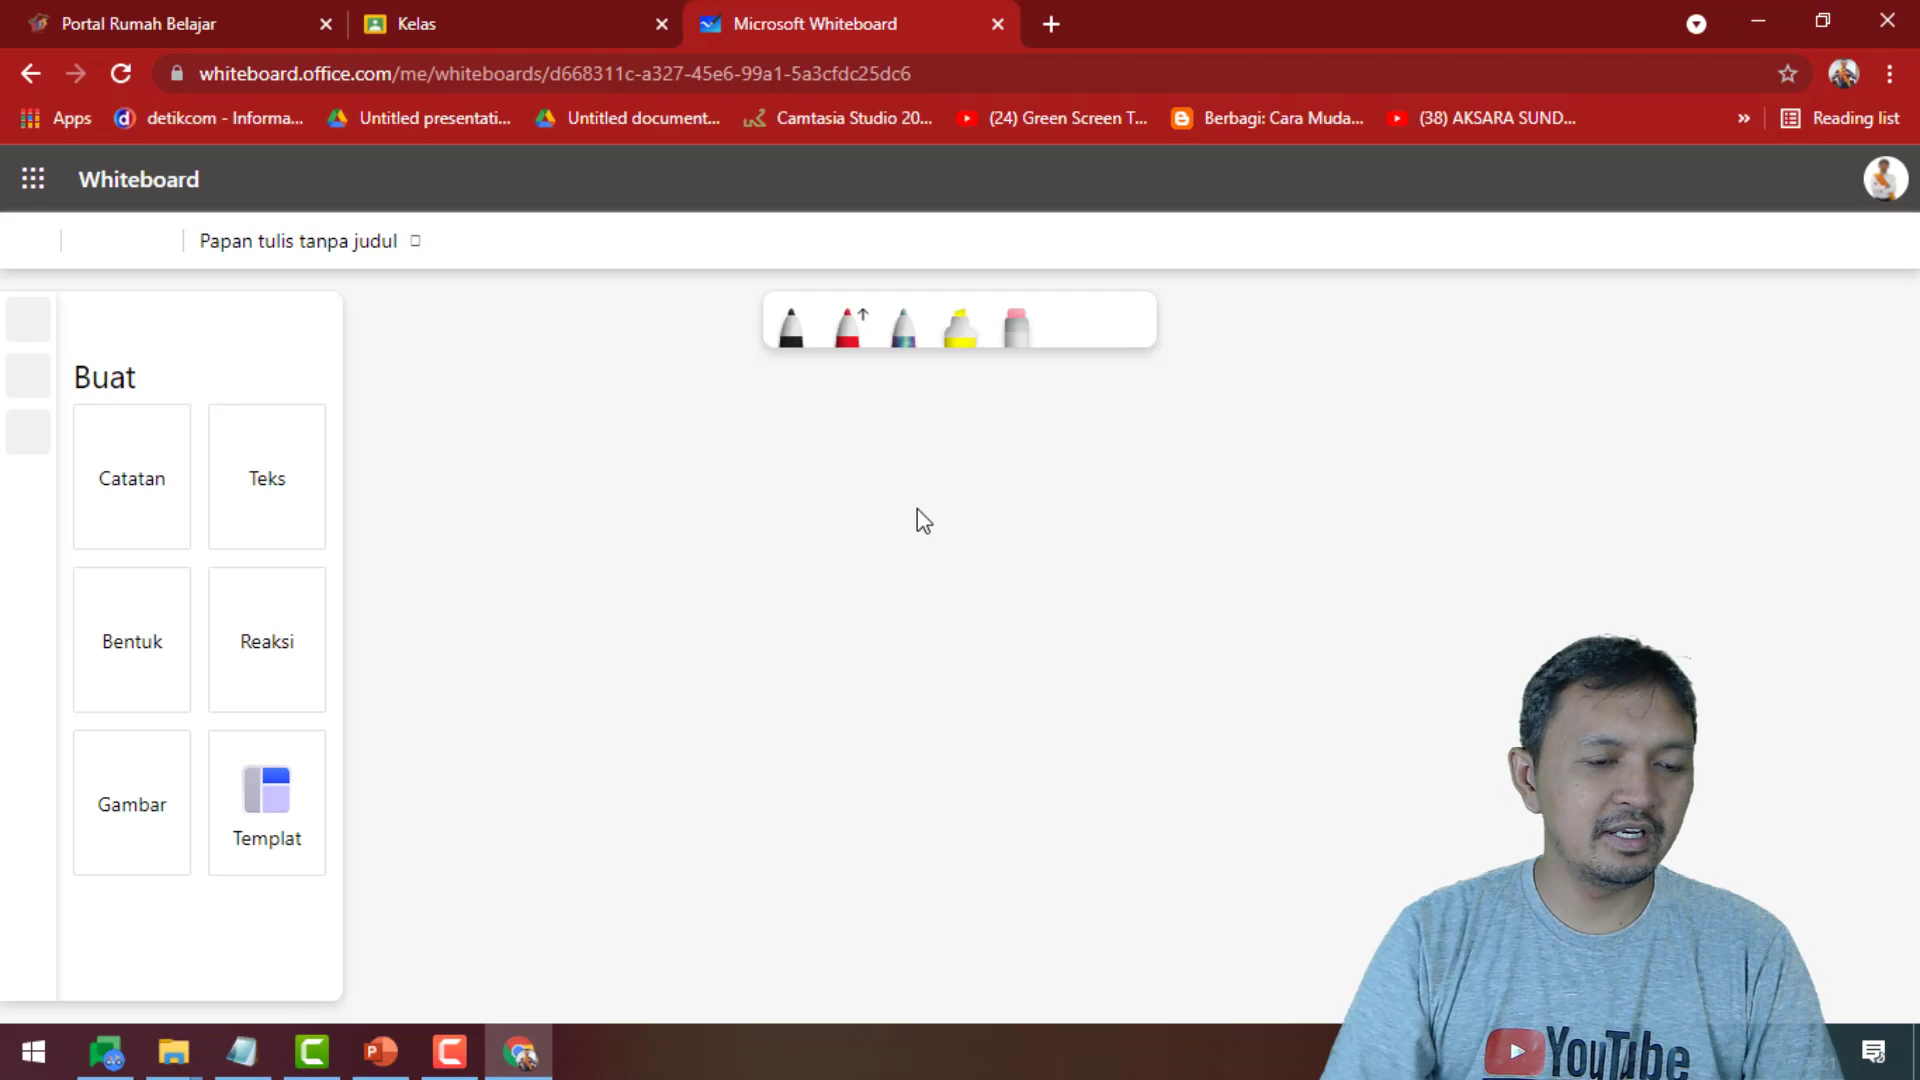 Portal Rumah Belajar
Kelas
Microsoft Whiteboard
whiteboard.office.com/me/whiteboards/d668311c-a327-45e6-99a1-5a3cfdc25dc6
Apps
detikcom - Informa...
Untitled presentati...
Untitled document...
Camtasia Studio 20...
(24) Green Screen T...
Berbagi: Cara Muda...
(38) AKSARA SUND...
Reading list
Whiteboard
Papan tulis tanpa judul
Buat
Catatan
Teks
Bentuk
Reaksi
Gambar
Templat
YouTube